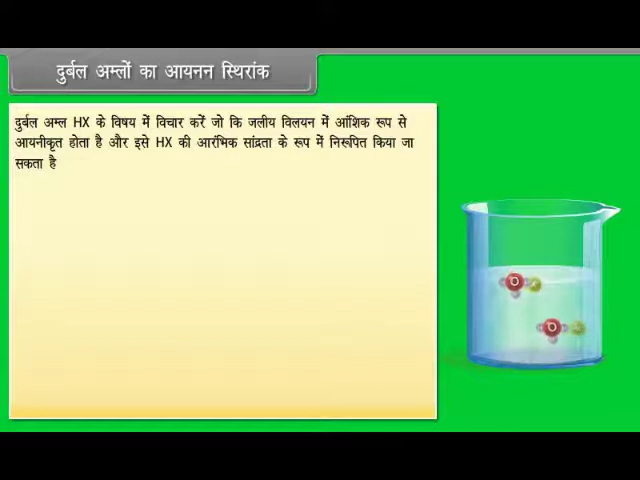 दुर्बल अम्लों का आयनन स्थिरांक
दुर्बल अम्ल HX के विषय में विचार करें जो कि जलीय विलयन में आंशिक रूप से
आयनीकृत होता है और इसे HX की आरंभिक सांद्रता के रूप में निरूपित किया जा
सकता है
O
O